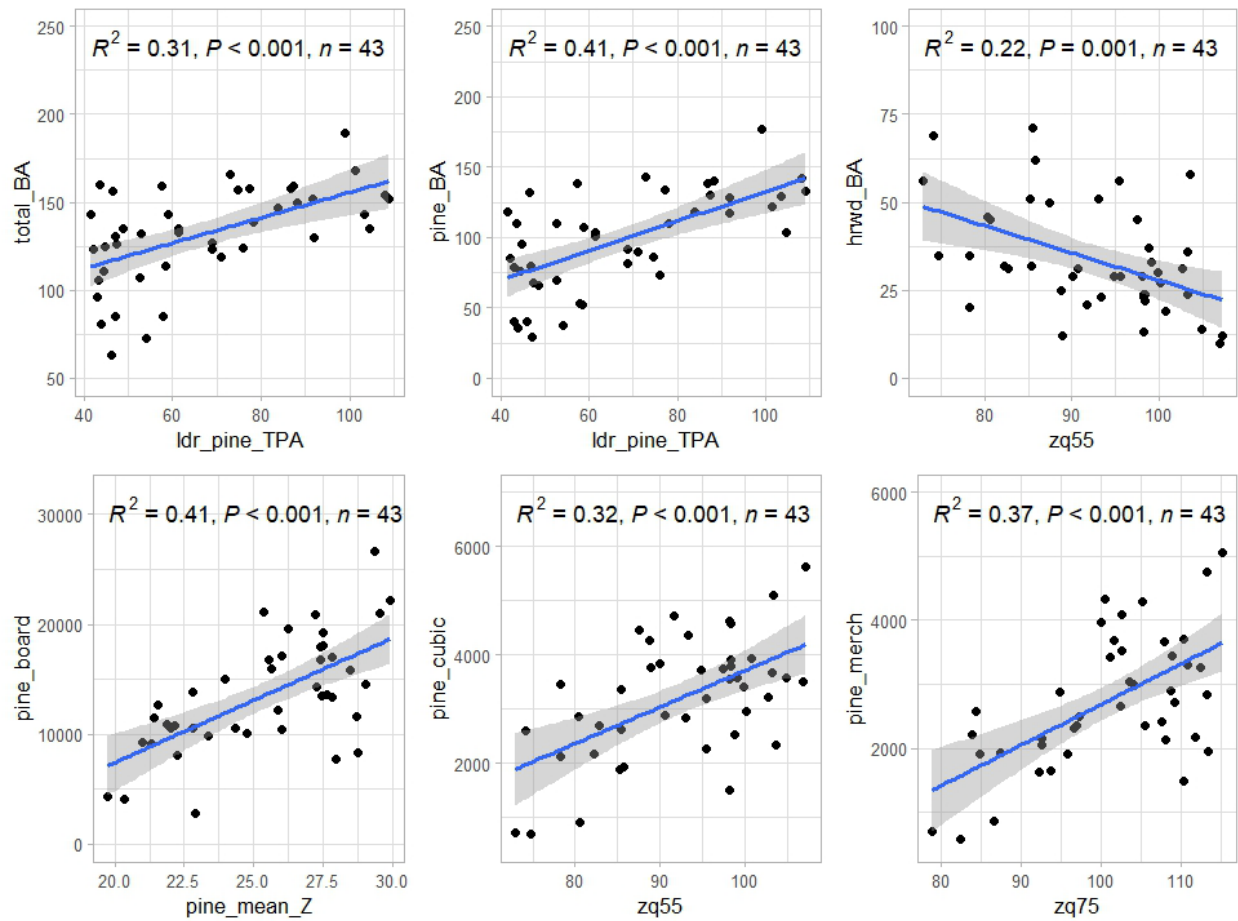 R² = 0.31, P < 0.001, n = 43
250
200
150
100
50
total_BA
40 60 80 100
ldr_pine_TPA
R² = 0.41, P < 0.001, n = 43
250
200
150
100
50
0
pine_BA
40 60 80 100
ldr_pine_TPA
R² = 0.22, P = 0.001, n = 43
100
75
50
25
0
hrwd_BA
80 90 100
zq55
R² = 0.41, P < 0.001, n = 43
30000
20000
10000
0
pine_board
20.0 22.5 25.0 27.5 30.0
pine_mean_Z
R² = 0.32, P < 0.001, n = 43
6000
4000
2000
pine_cubic
80 90 100
zq55
R² = 0.37, P < 0.001, n = 43
6000
4000
2000
pine_merch
80 90 100 110
zq75